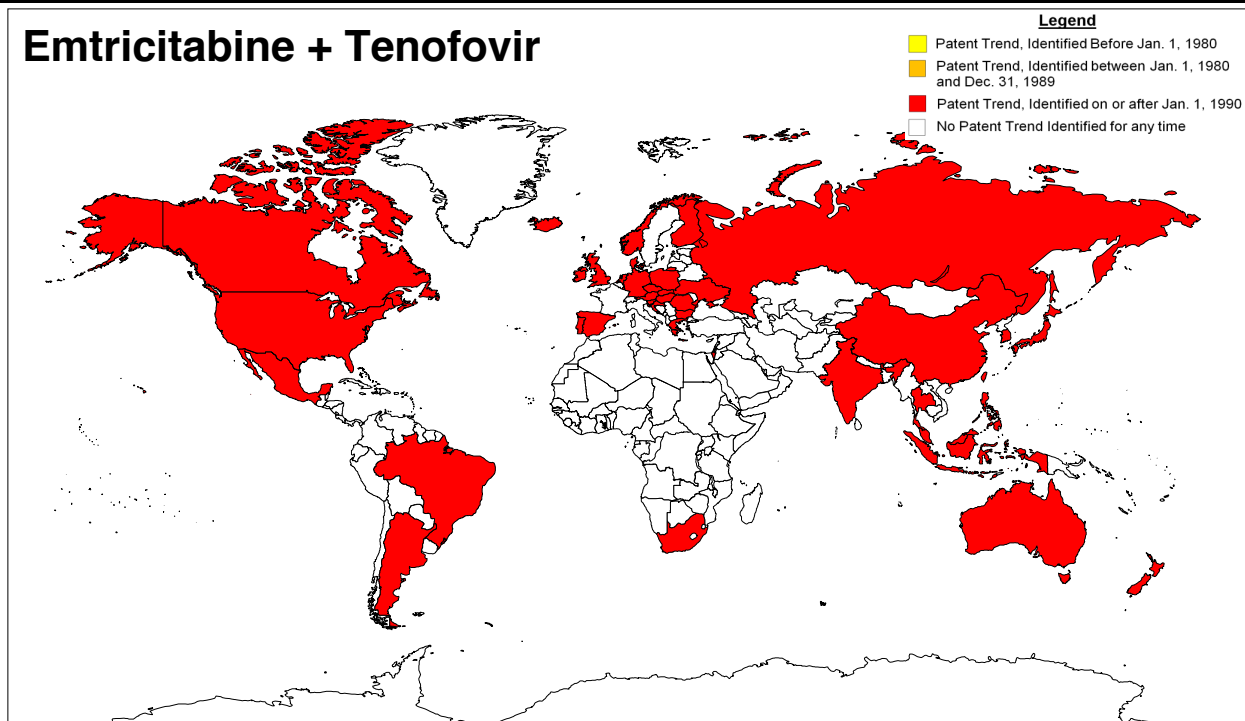 Emtricitabine + Tenofovir
Legend
Patent Trend, Identified Before Jan. 1, 1980
Patent Trend, Identified between Jan. 1, 1980
and Dec. 31, 1989
Patent Trend, Identified on or after Jan. 1, 1990
No Patent Trend Identified for any time